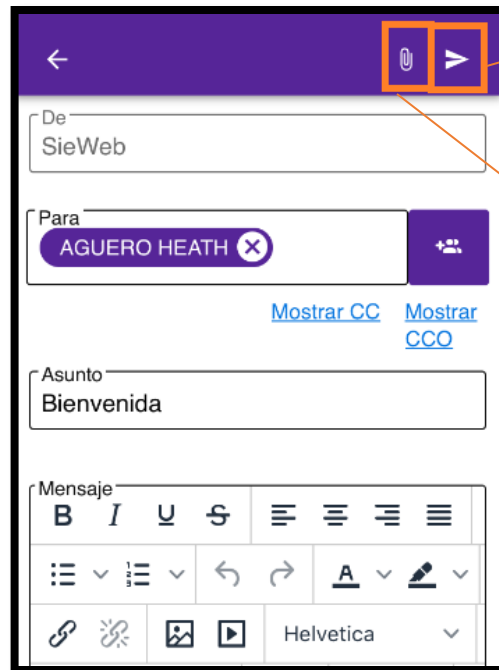 De
SieWeb
Para
AGUERO HEATH
Mostrar CC Mostrar
CCO
Asunto
Bienvenida
Mensaje
B I U S
A
Helvetica